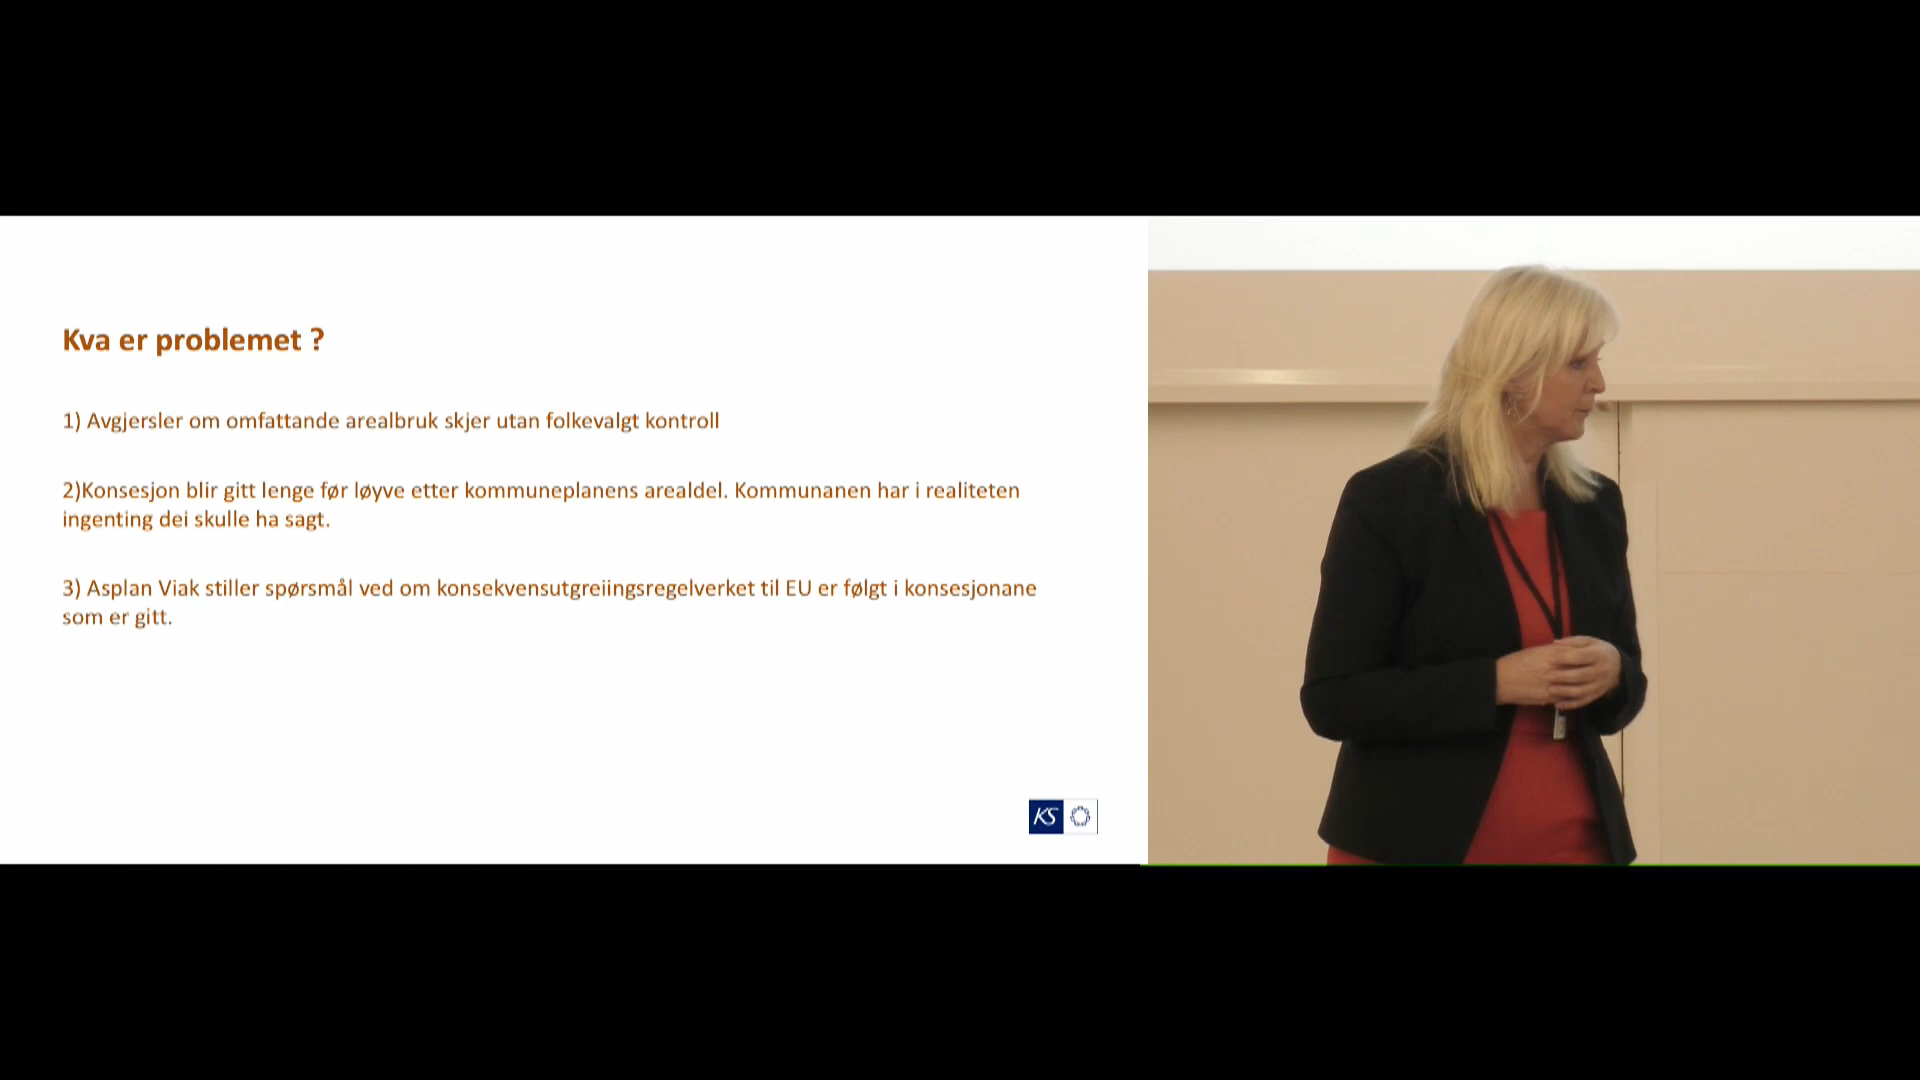 Kva er problemet ?
1) Avgjersler om omfattande arealbruk skjer utan folkevalgt kontroll
2)Konsesjon blir gitt lenge før løyve etter kommuneplanens arealdel. Kommunanen har i realiteten
ingenting dei skulle ha sagt.
3) Asplan Viak stiller spørsmål ved om konsekvensutgreiingsregelverket til EU er følgt i konsesjonane
som er gitt.
KS